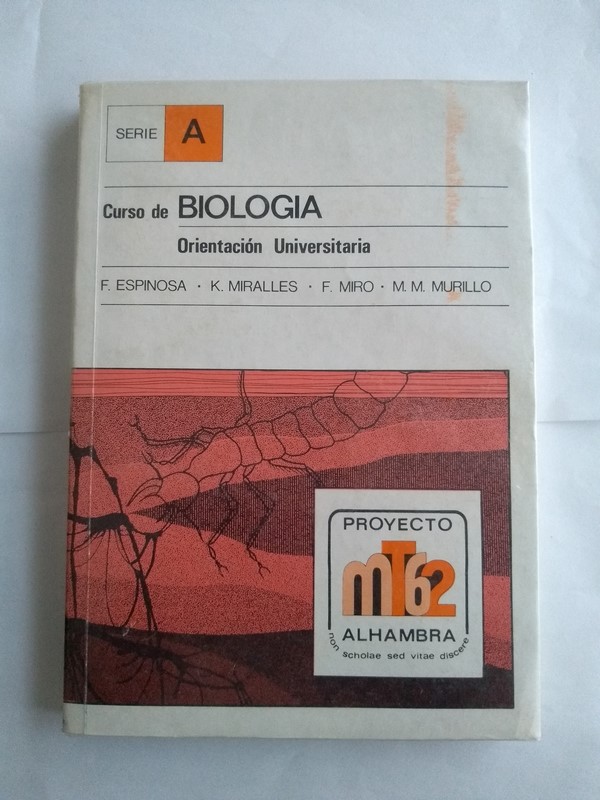 SERIE A
Curso de BIOLOGIA
Orientación Universitaria
F. ESPINOSA · K. MIRALLES · F. MIRO · M. M. MURILLO
PROYECTO
mT62
ALHAMBRA
non scholae sed vitae discere